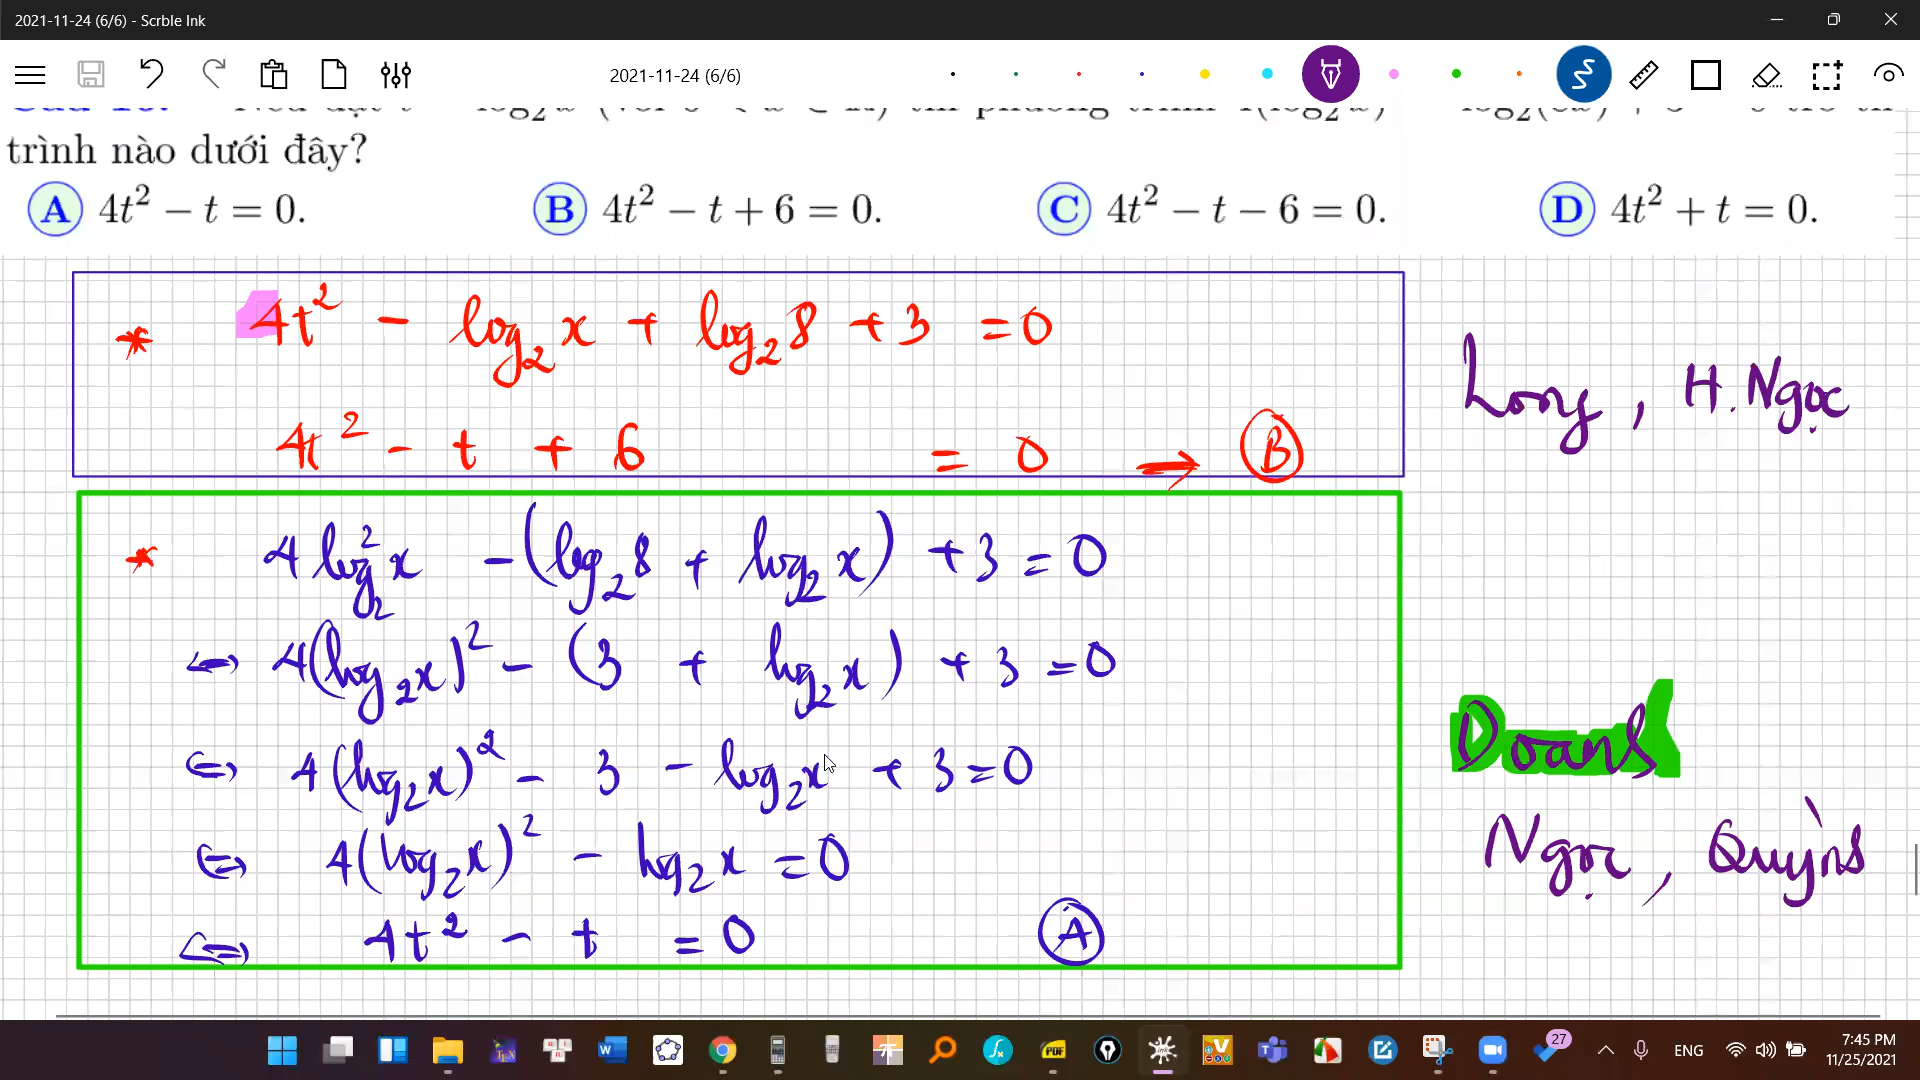 2021-11-24 (6/6) - Scrble Ink
2021-11-24 (6/6)
trình nào dưới đây?
A 4t² − t = 0. B 4t² − t + 6 = 0. C 4t² − t − 6 = 0. D 4t² + t = 0.
* 4t² − log₂x + log₂8 + 3 = 0
4t² − t + 6 = 0 → B
Long, H. Ngọc
* 4 log₂²x − (log₂8 + log₂x) + 3 = 0
↔ 4(log₂x)² − (3 + log₂x) + 3 = 0
⇔ 4(log₂x)² − 3 − log₂x + 3 = 0
⇔ 4(log₂x)² − log₂x = 0
⇔ 4t² − t = 0 A
Doanh
Ngọc, Quỳnh
27
ENG
7:45 PM
11/25/2021